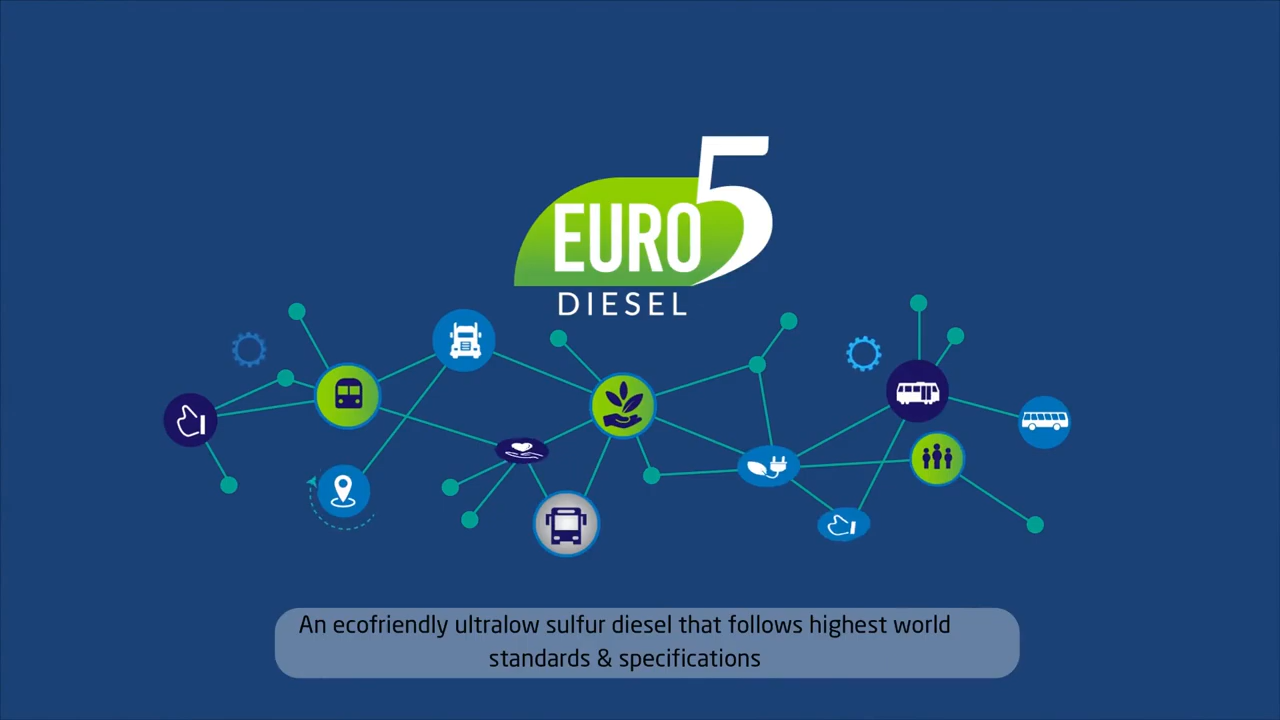 EURO 5
DIESEL
An ecofriendly ultralow sulfur diesel that follows highest world
standards & specifications